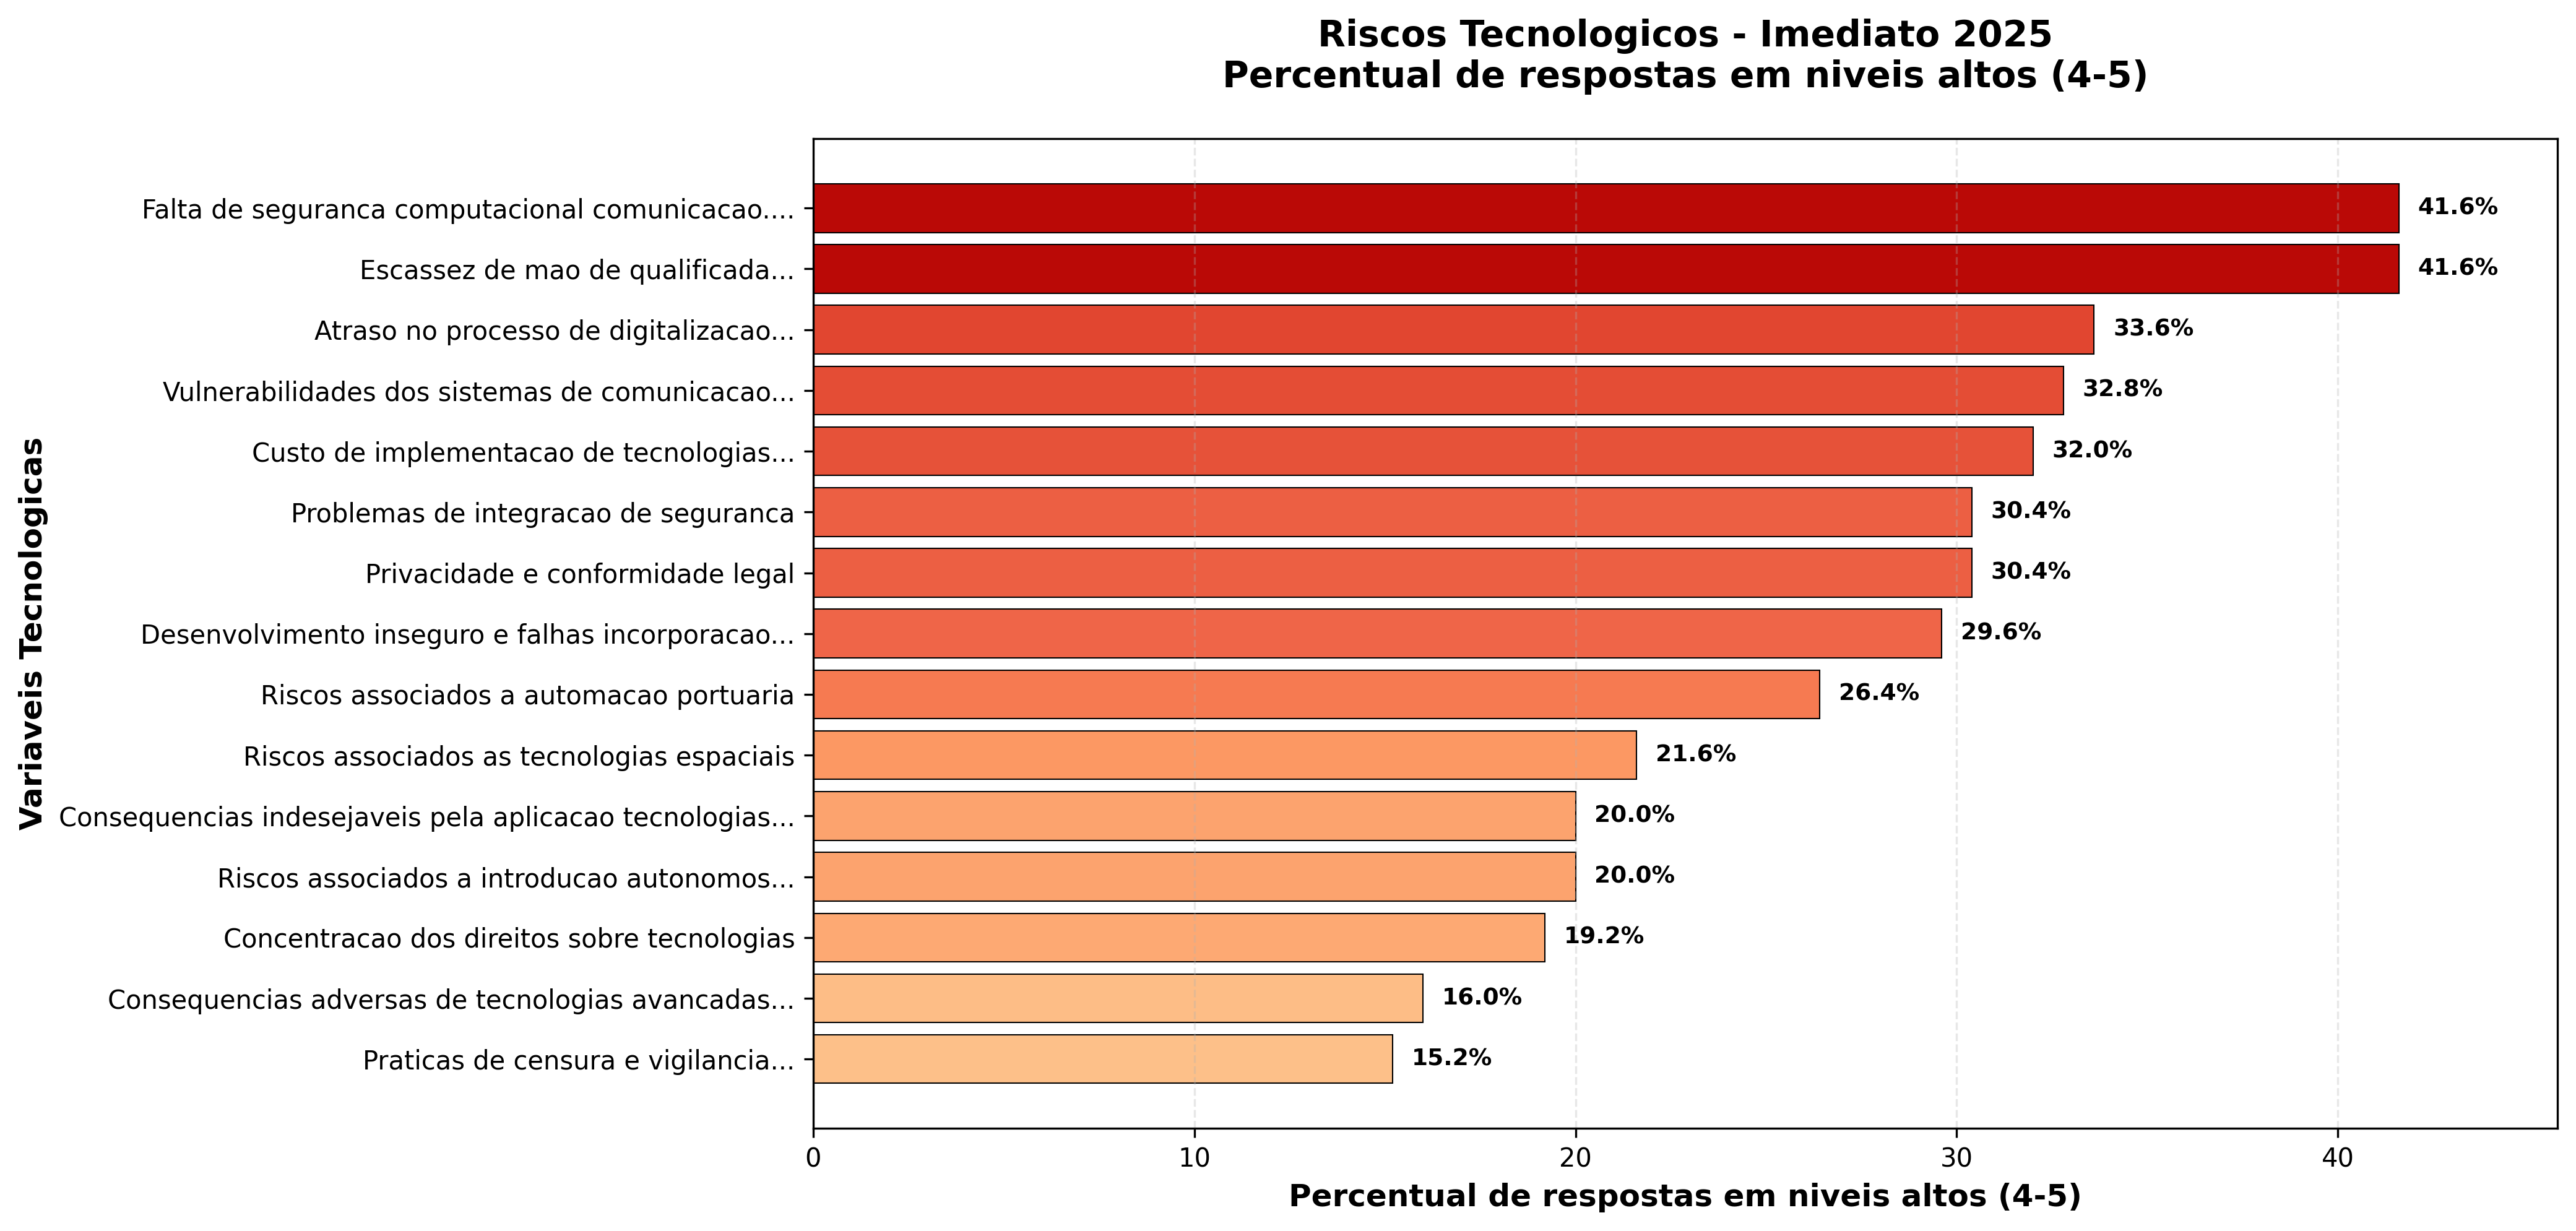 Riscos Tecnologicos - Imediato 2025
Percentual de respostas em niveis altos (4-5)
Variaveis Tecnologicas
Falta de seguranca computacional comunicacao.... 41.6%
Escassez de mao de qualificada... 41.6%
Atraso no processo de digitalizacao... 33.6%
Vulnerabilidades dos sistemas de comunicacao... 32.8%
Custo de implementacao de tecnologias... 32.0%
Problemas de integracao de seguranca 30.4%
Privacidade e conformidade legal 30.4%
Desenvolvimento inseguro e falhas incorporacao... 29.6%
Riscos associados a automacao portuaria 26.4%
Riscos associados as tecnologias espaciais 21.6%
Consequencias indesejaveis pela aplicacao tecnologias... 20.0%
Riscos associados a introducao autonomos... 20.0%
Concentracao dos direitos sobre tecnologias 19.2%
Consequencias adversas de tecnologias avancadas... 16.0%
Praticas de censura e vigilancia... 15.2%
0 10 20 30 40
Percentual de respostas em niveis altos (4-5)